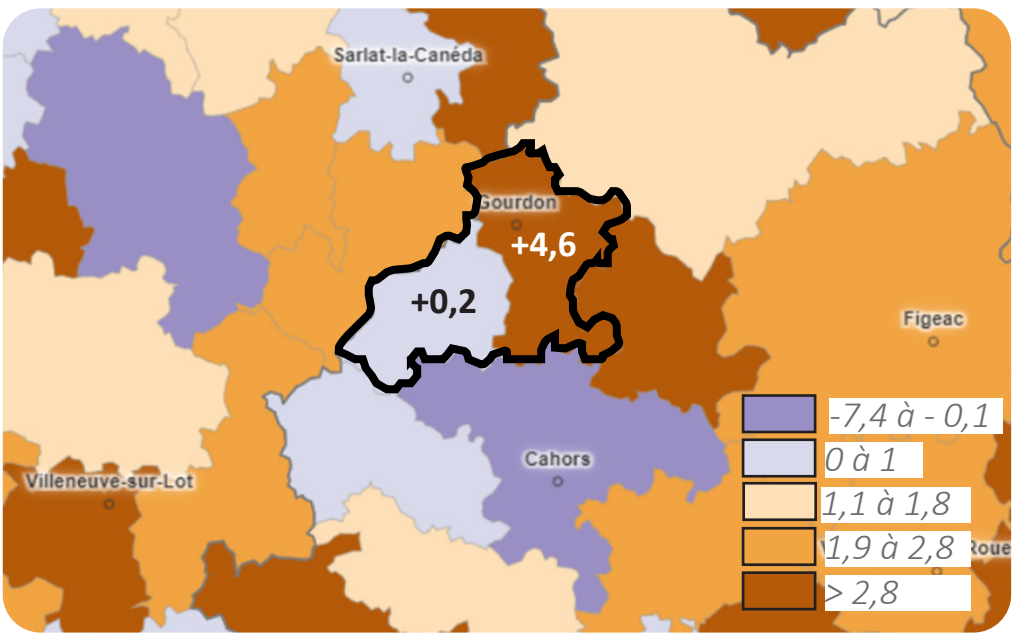 Sarlat-la-Canéda
Gourdon
+4,6
+0,2
Figeac
-7,4 à - 0,1
Cahors
0 à 1
Villeneuve-sur-Lot
1,1 à 1,8
1,9 à 2,8
> 2,8